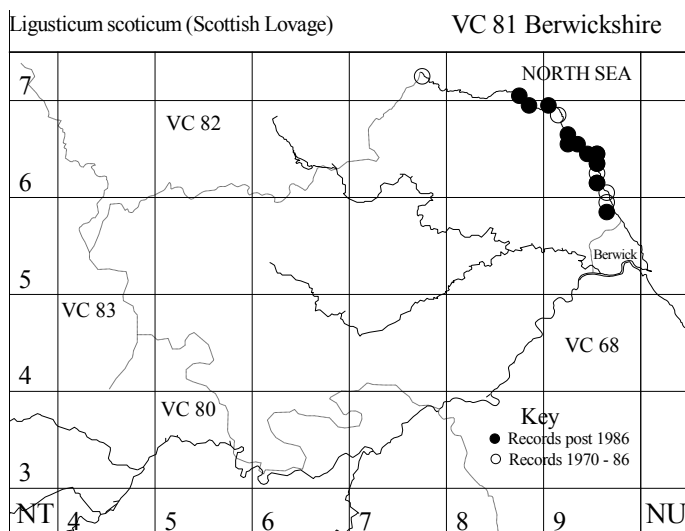 Ligusticum scoticum (Scottish Lovage) VC 81 Berwickshire
NORTH SEA
7
VC 82
6
Berwick
5
VC 83
VC 68
4
VC 80
Key
Records post 1986
Records 1970 - 86
3
NT 4 5 6 7 8 9 NU